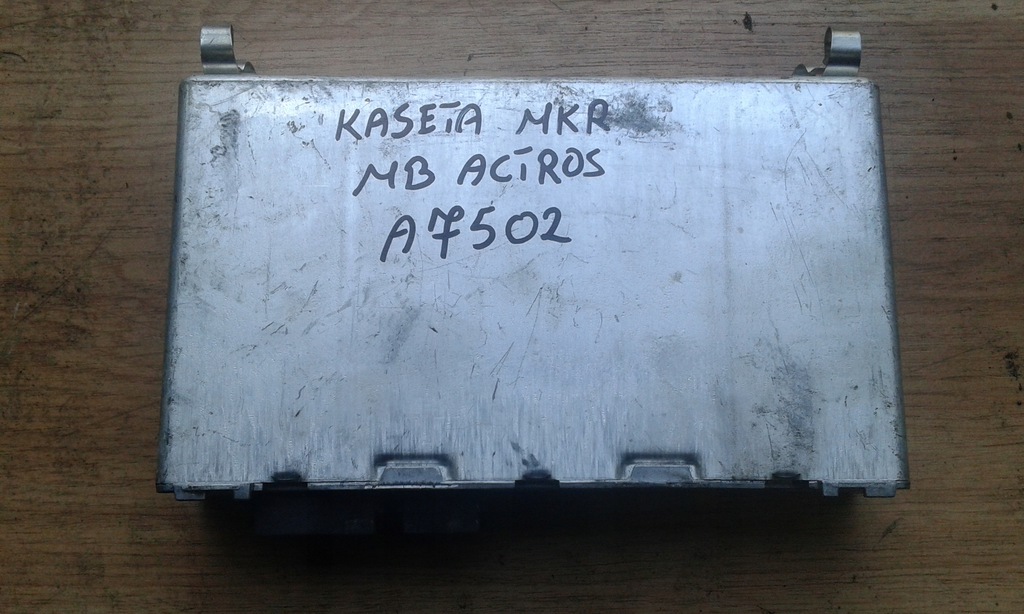 KASETA MKR
MB ACTROS
A7502